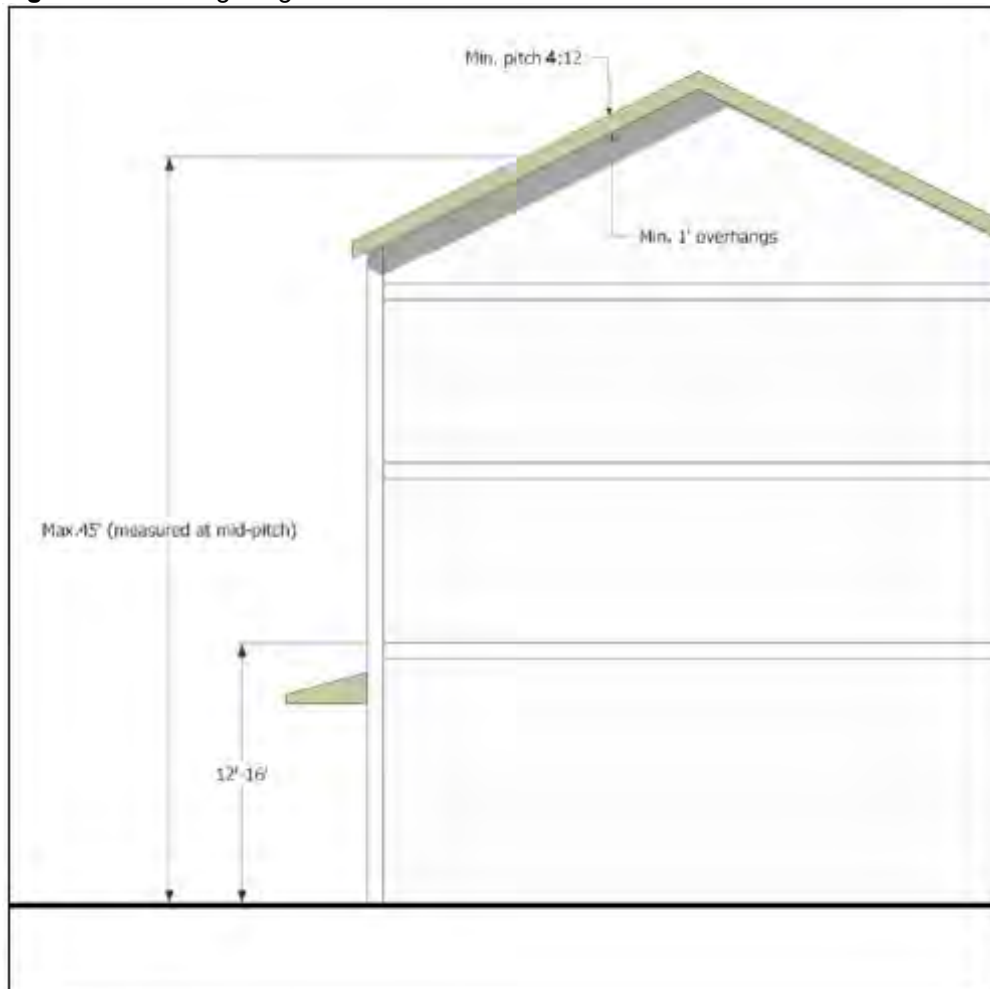 Min. pitch 4:12
Min. 1' overhangs
Max.45' (measured at mid-pitch)
12'-16'